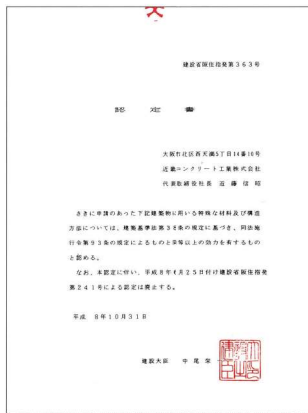 建設省阪住指発第363号
認定書
大阪市北区西天満5丁目14番10号
近畿コンクリート工業株式会社
代表取締役社長 近藤信昭
さきに申請のあった下記建築物に用いる特殊な材料及び構造
方法については、建築基準法第38条の規定に基づき、同法施
行令第93条の規定によるものと同等以上の効力を有するもの
と認める。
なお、本認定に伴い、平成8年4月25日付け建設省阪住指発
第241号による認定は廃止する。
平成 8年10月31日
建設大臣 中尾栄